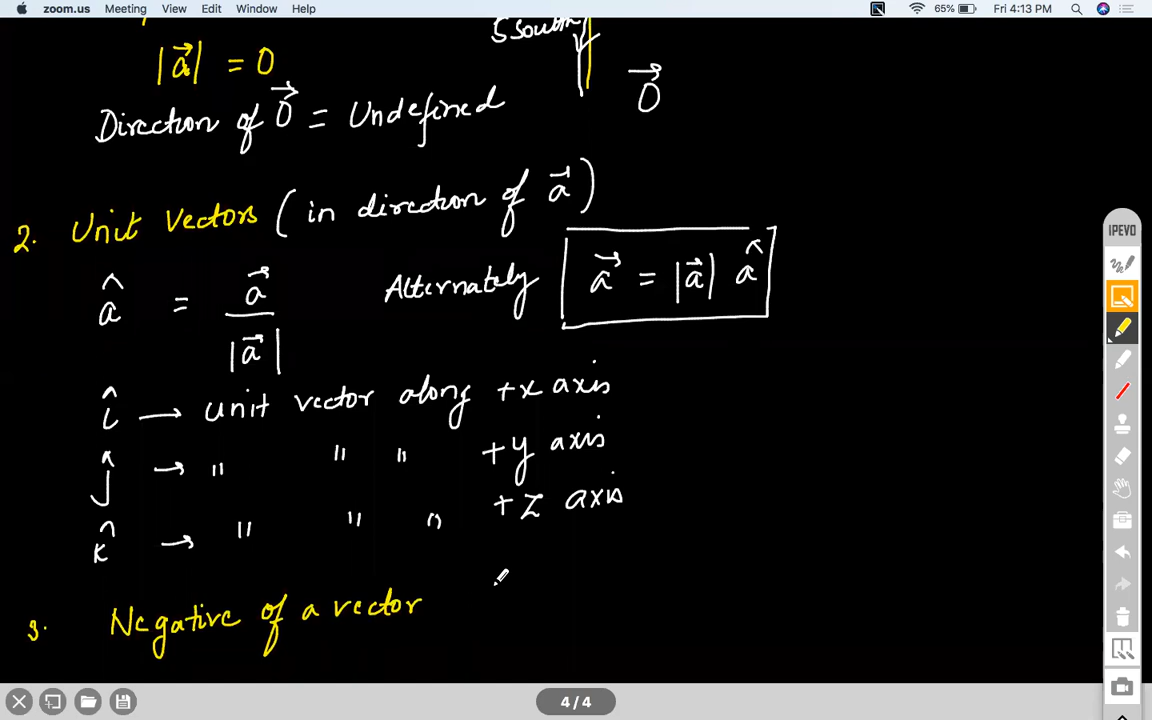 zoom.us Meeting View Edit Window Help 65% Fri 4:13 PM
5 South
|a⃗| = 0
0⃗
Direction of 0⃗ = Undefined
2. Unit Vectors (in direction of a⃗)
â = a⃗ / |a⃗| Alternately a⃗ = |a⃗| â
î → unit vector along +x axis
ĵ → " " " +y axis
k̂ → " " " +z axis
3. Negative of a vector
IPEVO
4/4